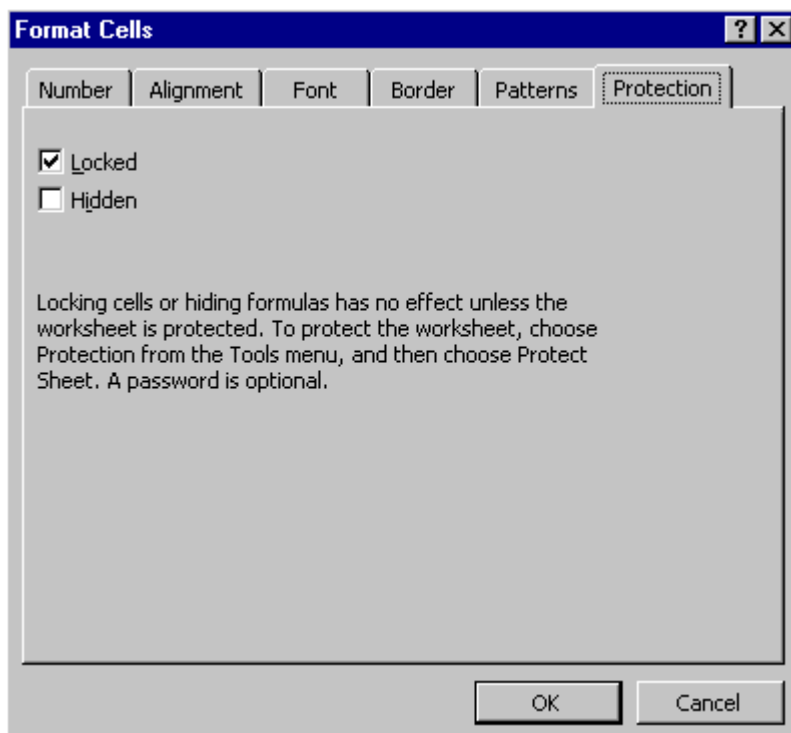 Format Cells
Number Alignment Font Border Patterns Protection
Locked
Hidden
Locking cells or hiding formulas has no effect unless the
worksheet is protected. To protect the worksheet, choose
Protection from the Tools menu, and then choose Protect
Sheet. A password is optional.
OK Cancel